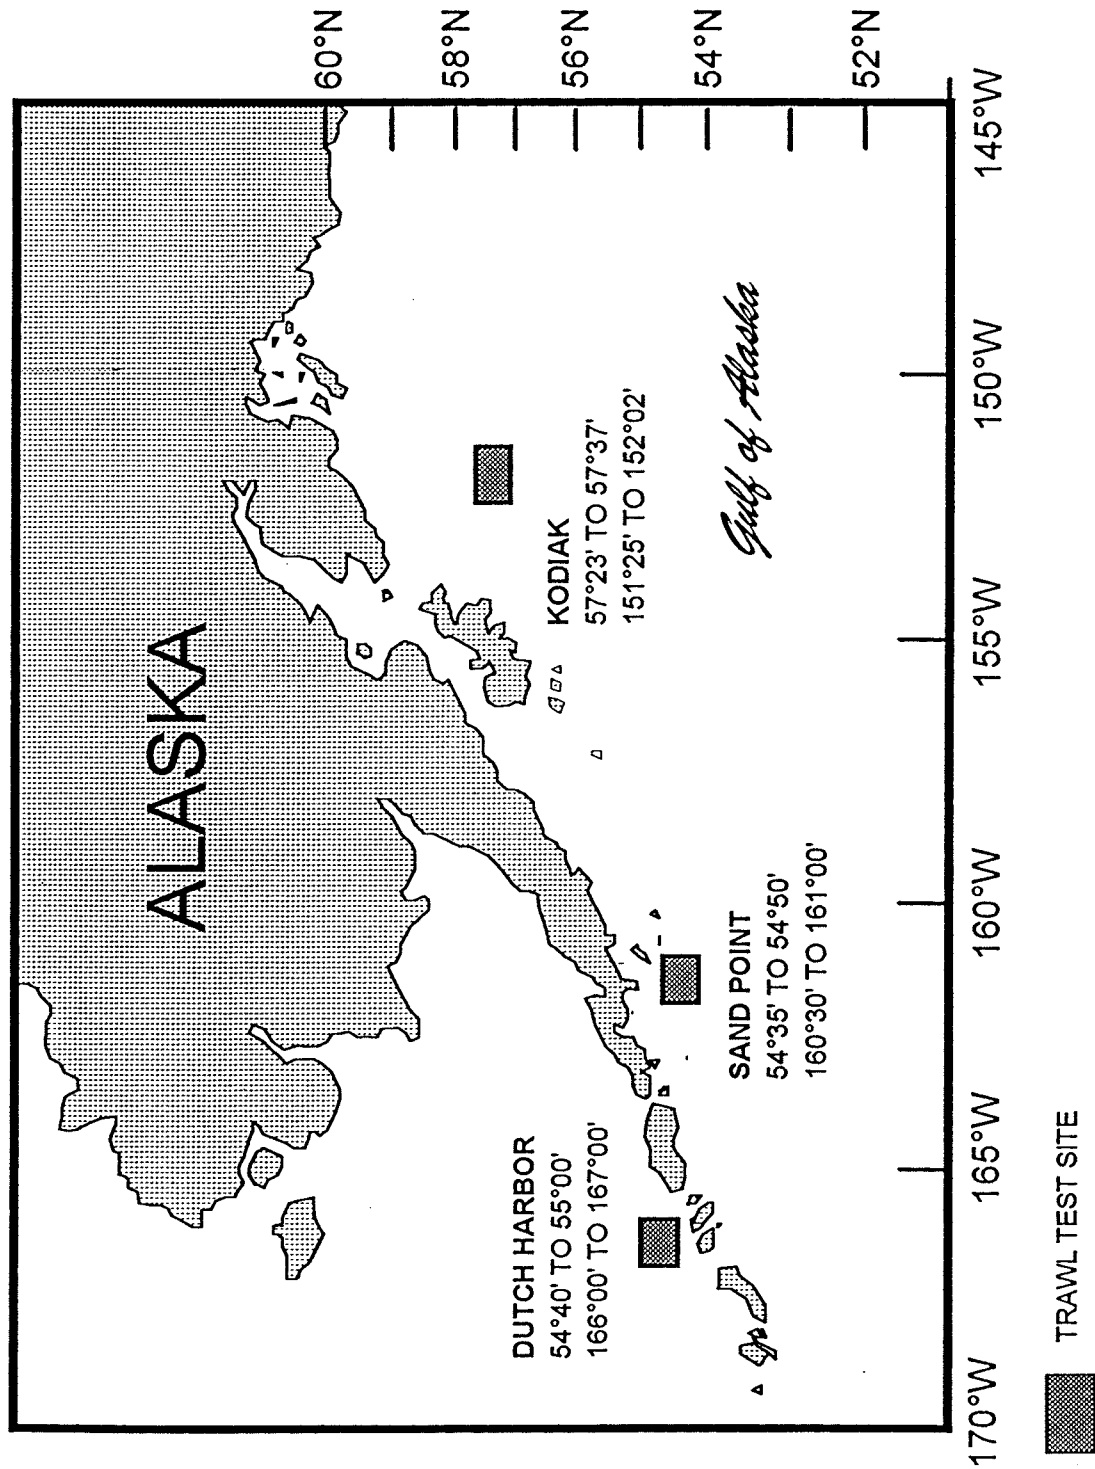 ALASKA
60°N
58°N
56°N
54°N
52°N
KODIAK
57°23' TO 57°37'
151°25' TO 152°02'
Gulf of Alaska
DUTCH HARBOR
54°40' TO 55°00'
166°00' TO 167°00'
SAND POINT
54°35' TO 54°50'
160°30' TO 161°00'
170°W
165°W
160°W
155°W
150°W
145°W
TRAWL TEST SITE